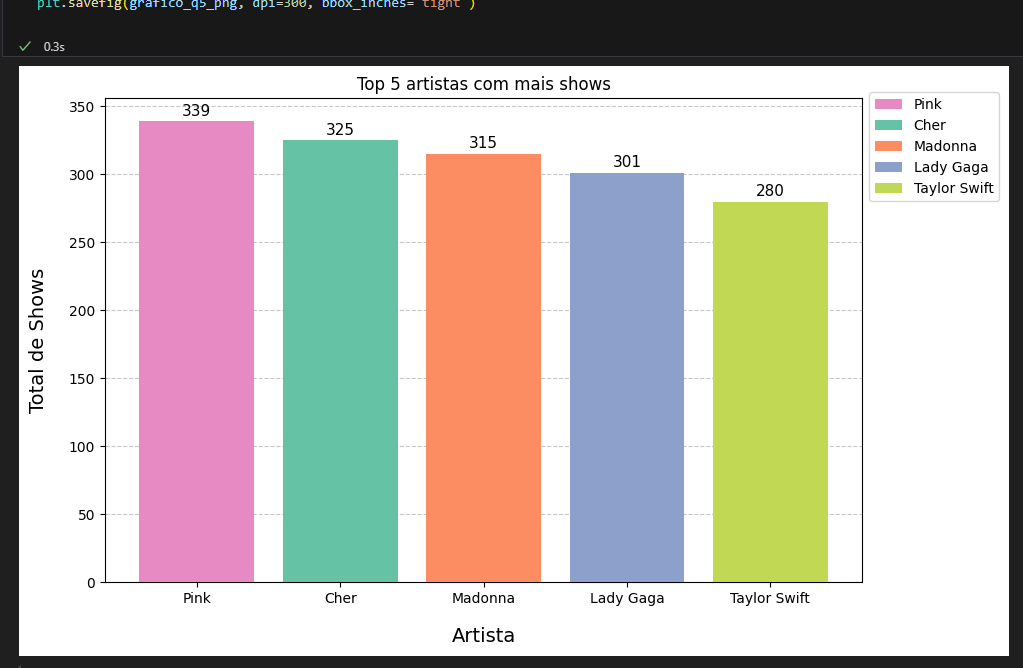 plt.savefig(grafico_q5_png, dpi=300, bbox_inches='tight')
0.3s
Top 5 artistas com mais shows
Total de Shows
350
300
250
200
150
100
50
0
339
325
315
301
280
Pink
Cher
Madonna
Lady Gaga
Taylor Swift
Artista
Pink
Cher
Madonna
Lady Gaga
Taylor Swift